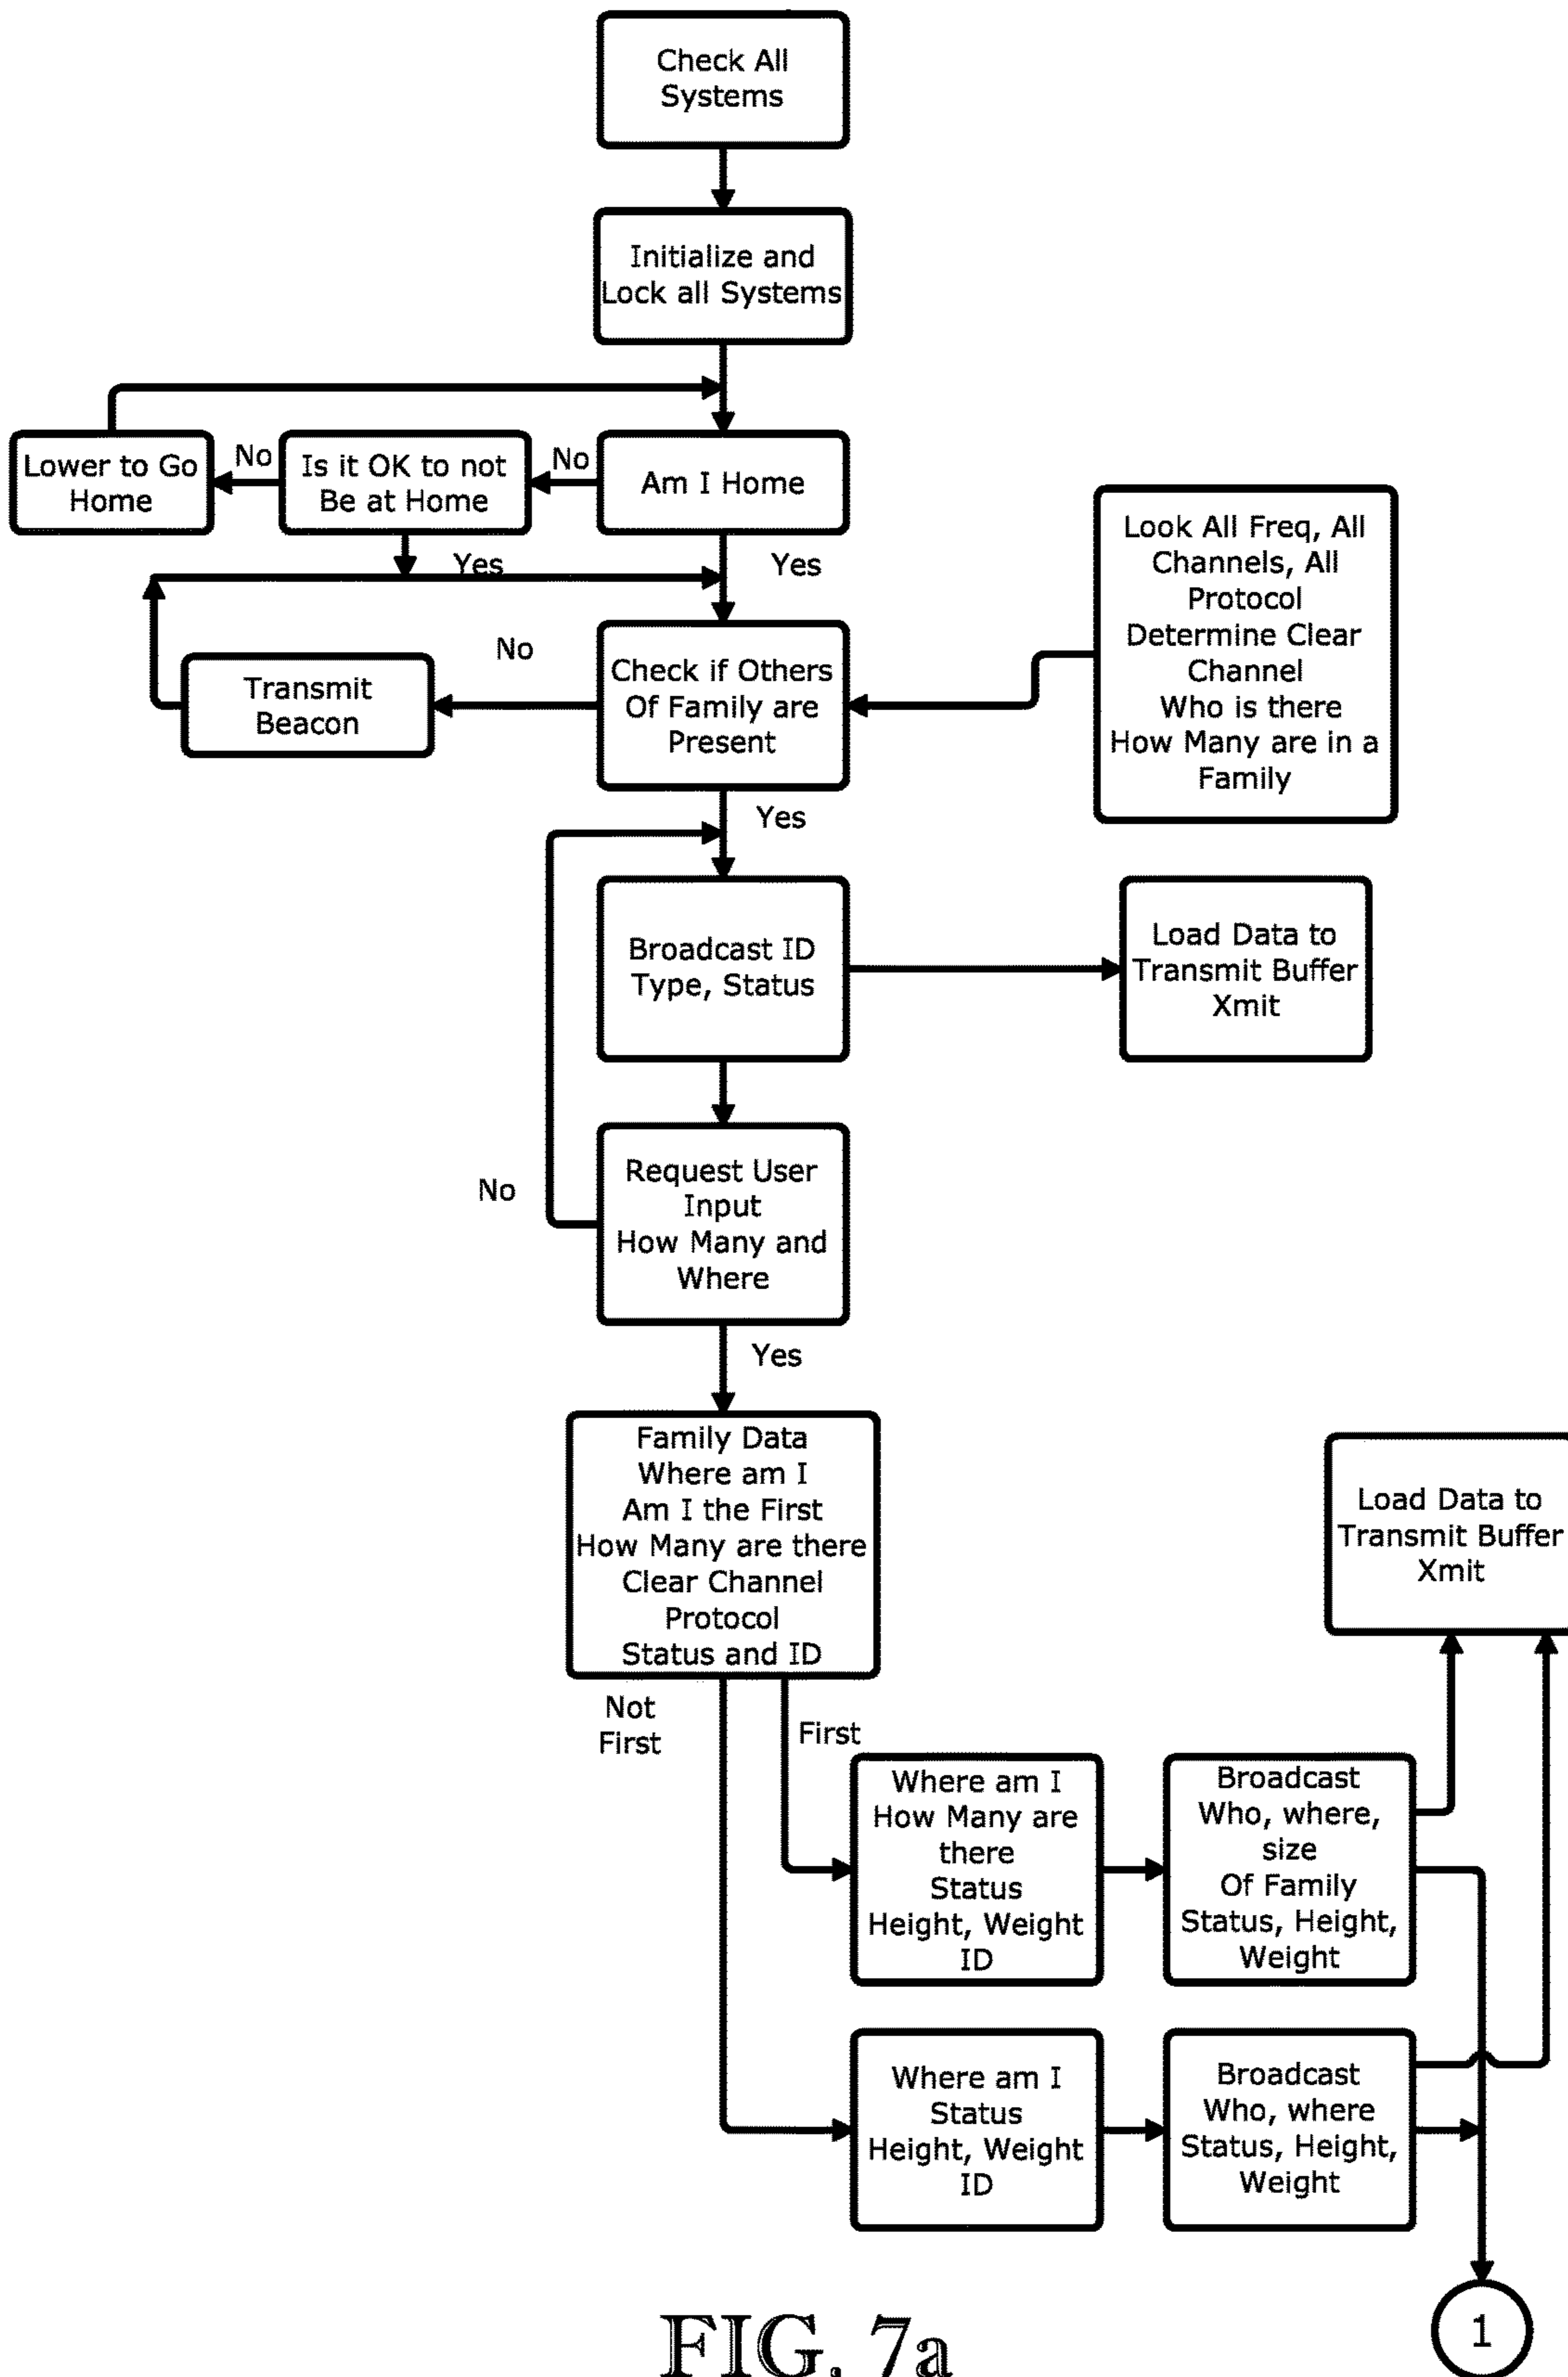 Check All
Systems
Initialize and
Lock all Systems
Lower to Go
Home
No
Is it OK to not
Be at Home
No
Am I Home
Yes
Yes
Look All Freq, All
Channels, All
Protocol
Determine Clear
Channel
Who is there
How Many are in a
Family
No
Transmit
Beacon
Check if Others
Of Family are
Present
Yes
Broadcast ID
Type, Status
Load Data to
Transmit Buffer
Xmit
No
Request User
Input
How Many and
Where
Yes
Family Data
Where am I
Am I the First
How Many are there
Clear Channel
Protocol
Status and ID
Load Data to
Transmit Buffer
Xmit
Not
First
First
Where am I
How Many are
there
Status
Height, Weight
ID
Broadcast
Who, where,
size
Of Family
Status, Height,
Weight
Where am I
Status
Height, Weight
ID
Broadcast
Who, where
Status, Height,
Weight
1
FIG. 7a